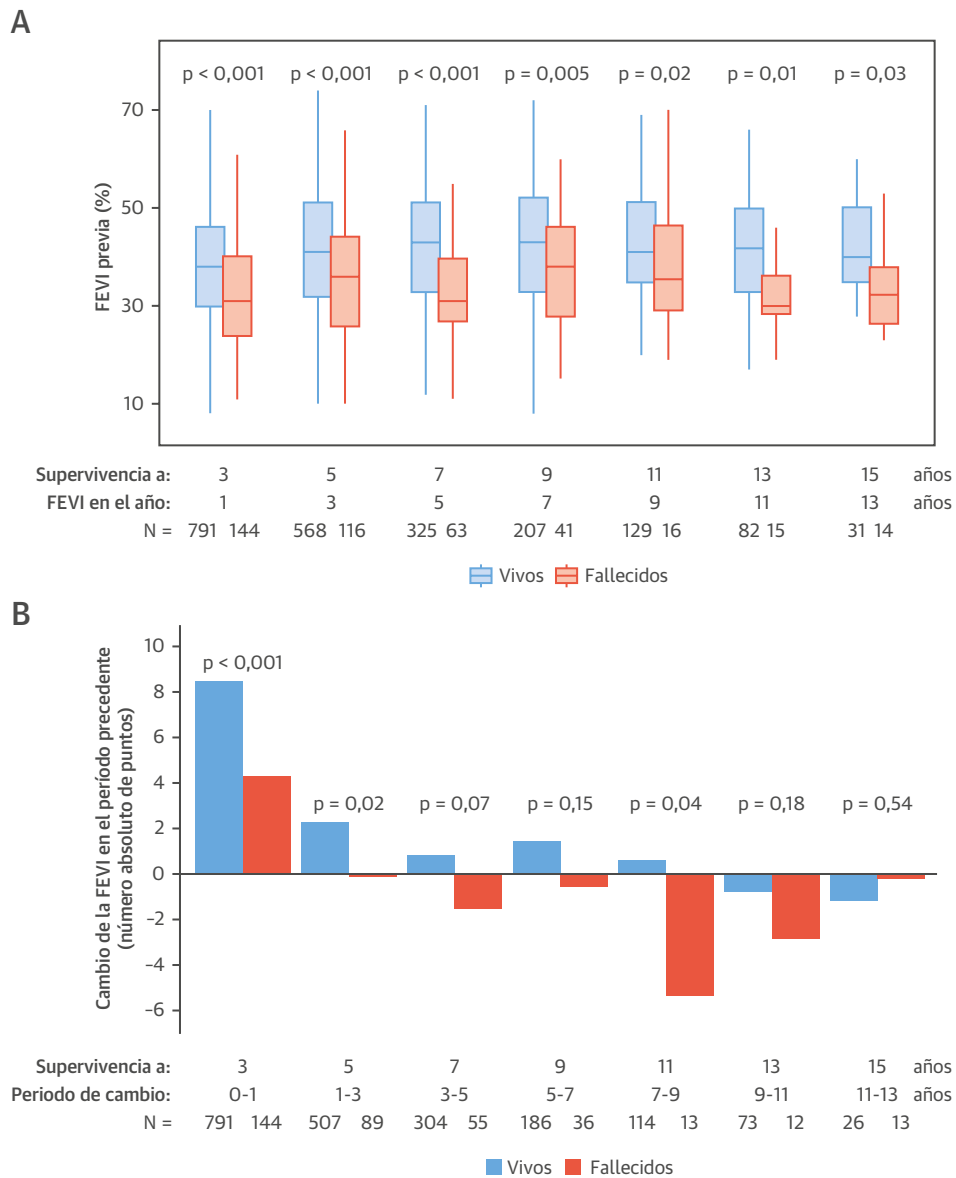 A
p < 0,001 p < 0,001 p < 0,001 p = 0,005 p = 0,02 p = 0,01 p = 0,03
FEVI previa (%)
70
50
30
10
Supervivencia a: 3 5 7 9 11 13 15 años
FEVI en el año: 1 3 5 7 9 11 13 años
N = 791 144 568 116 325 63 207 41 129 16 82 15 31 14
Vivos Fallecidos
B
Cambio de la FEVI en el período precedente
(número absoluto de puntos)
10
8
6
4
2
0
-2
-4
-6
p < 0,001
p = 0,02 p = 0,07 p = 0,15 p = 0,04 p = 0,18 p = 0,54
Supervivencia a: 3 5 7 9 11 13 15 años
Periodo de cambio: 0-1 1-3 3-5 5-7 7-9 9-11 11-13 años
N = 791 144 507 89 304 55 186 36 114 13 73 12 26 13
Vivos Fallecidos